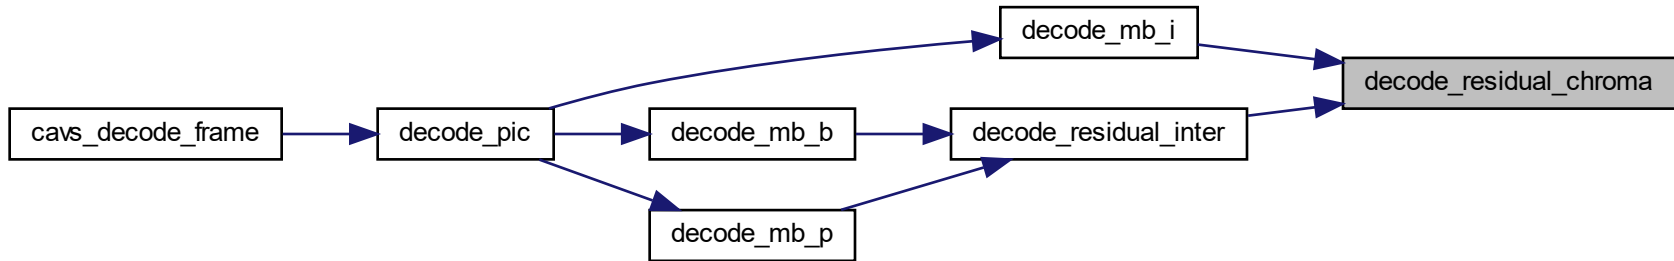 decode_mb_i
decode_residual_chroma
cavs_decode_frame
decode_pic
decode_mb_b
decode_residual_inter
decode_mb_p